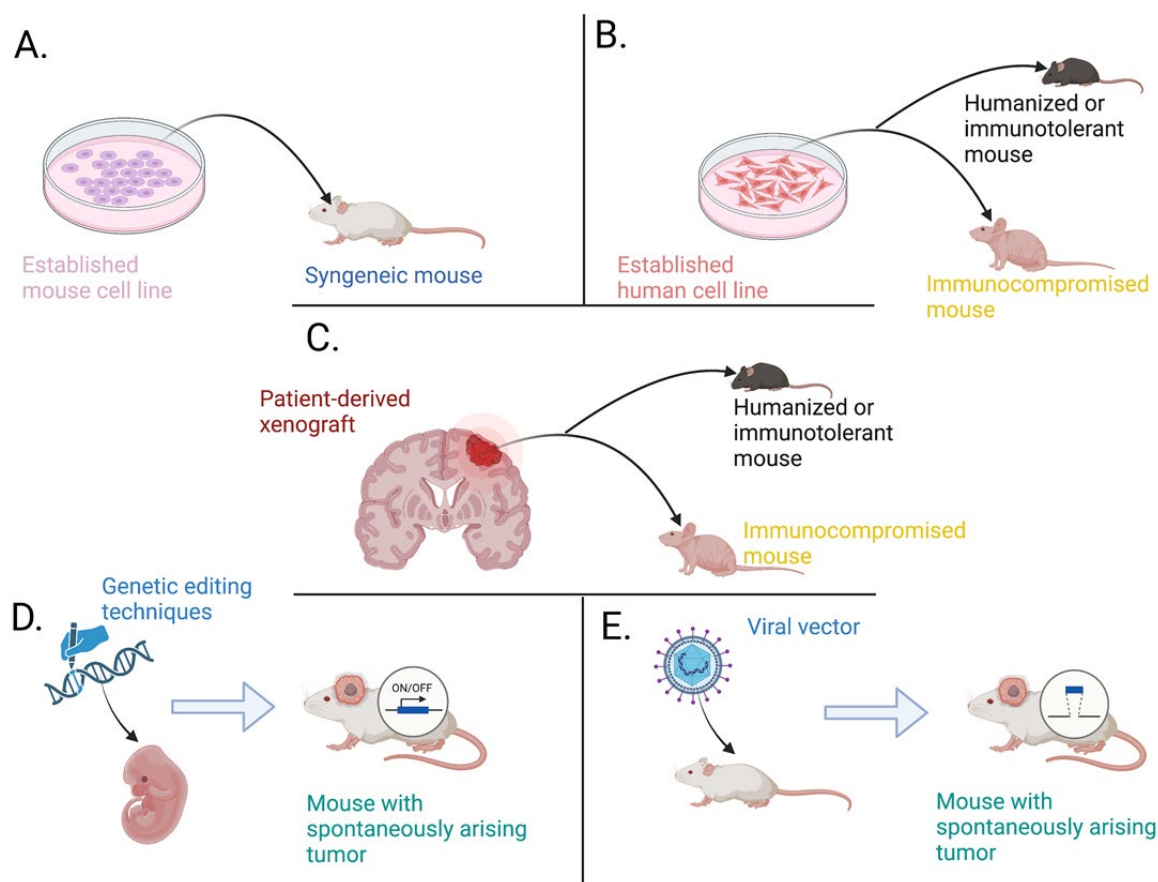 A.
Established
mouse cell line
Syngeneic mouse
B.
Humanized or
immunotolerant
mouse
Established
human cell line
Immunocompromised
mouse
C.
Patient-derived
xenograft
Humanized or
immunotolerant
mouse
Immunocompromised
mouse
D.
Genetic editing
techniques
ON/OFF
Mouse with
spontaneously arising
tumor
E.
Viral vector
Mouse with
spontaneously arising
tumor